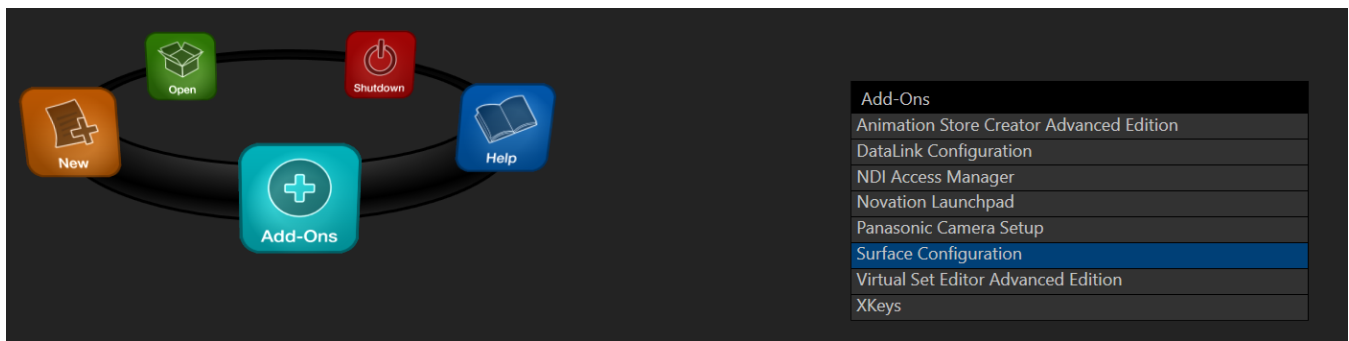 Open
Shutdown
New
Help
Add-Ons
Add-Ons
Animation Store Creator Advanced Edition
DataLink Configuration
NDI Access Manager
Novation Launchpad
Panasonic Camera Setup
Surface Configuration
Virtual Set Editor Advanced Edition
XKeys